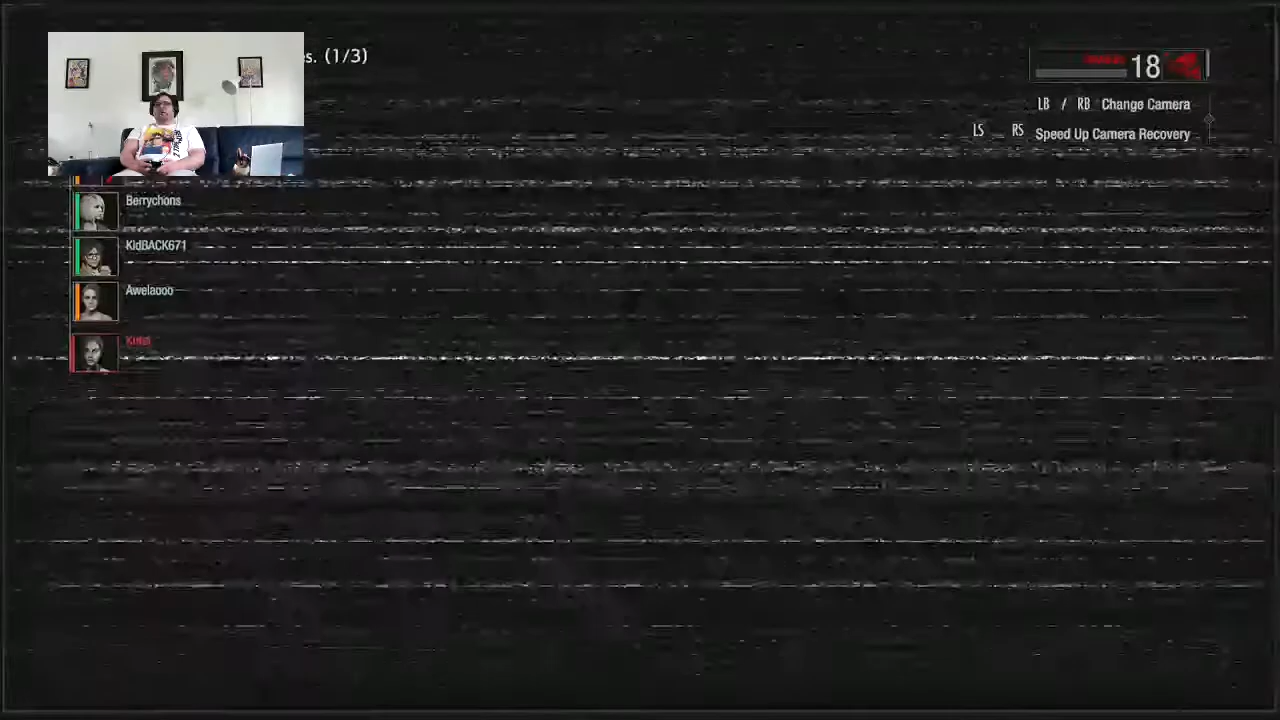 s. (1/3)
18
LB / RB Change Camera
LS RS Speed Up Camera Recovery
Berrychons
KidBACK671
Awelaooo